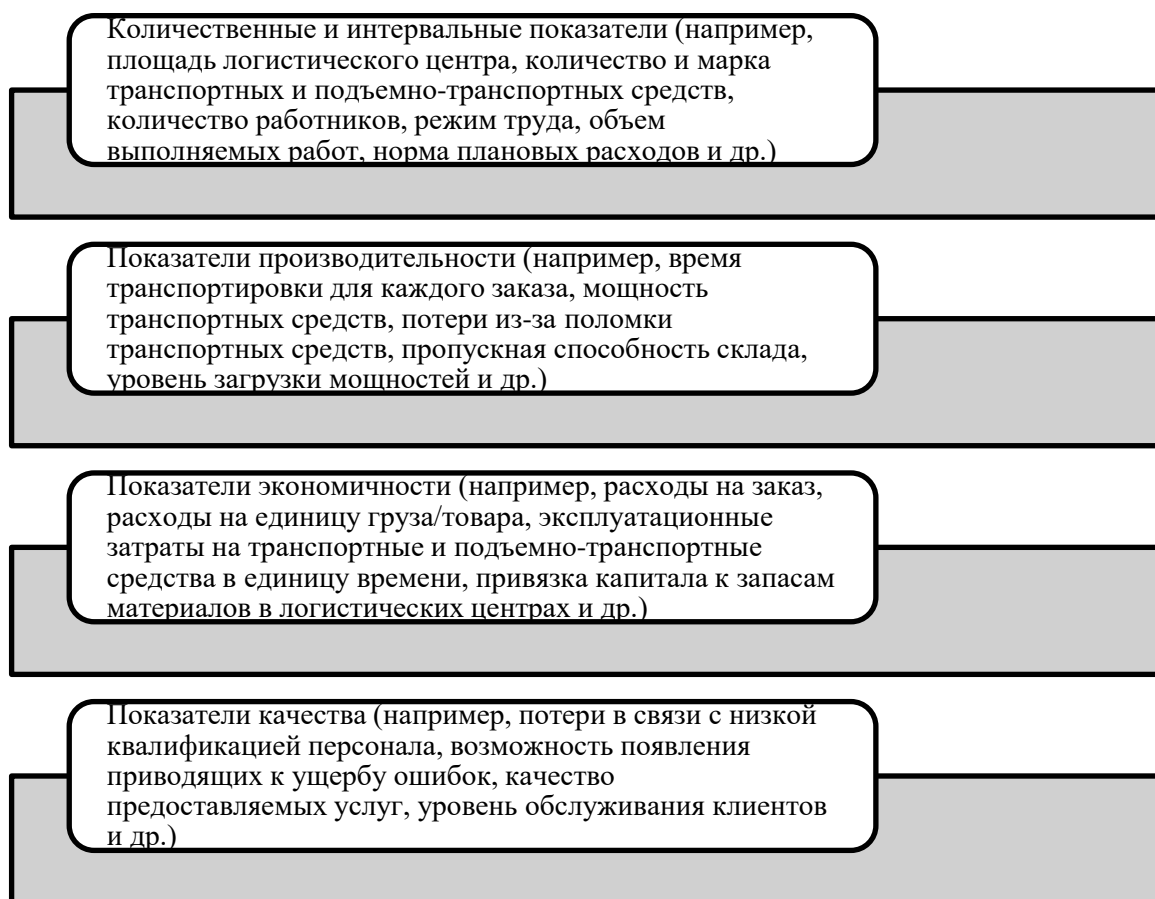 Количественные и интервальные показатели (например,
площадь логистического центра, количество и марка
транспортных и подъемно-транспортных средств,
количество работников, режим труда, объем
выполняемых работ, норма плановых расходов и др.)
Показатели производительности (например, время
транспортировки для каждого заказа, мощность
транспортных средств, потери из-за поломки
транспортных средств, пропускная способность склада,
уровень загрузки мощностей и др.)
Показатели экономичности (например, расходы на заказ,
расходы на единицу груза/товара, эксплуатационные
затраты на транспортные и подъемно-транспортные
средства в единицу времени, привязка капитала к запасам
материалов в логистических центрах и др.)
Показатели качества (например, потери в связи с низкой
квалификацией персонала, возможность появления
приводящих к ущербу ошибок, качество
предоставляемых услуг, уровень обслуживания клиентов
и др.)